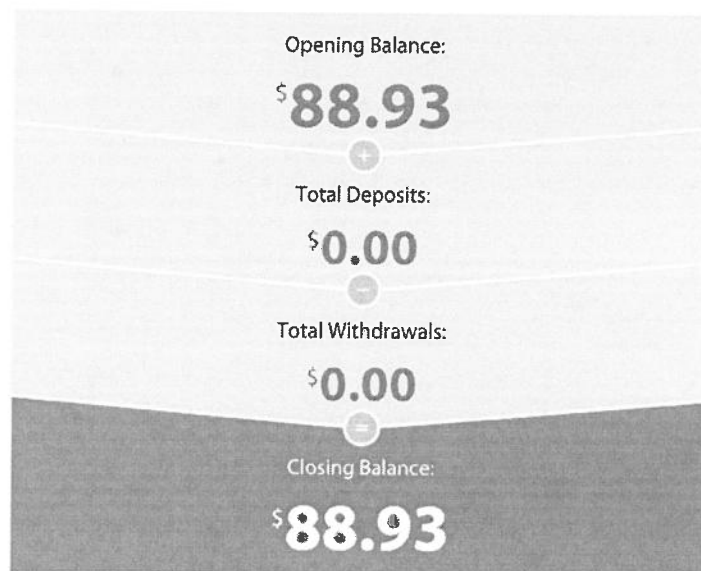 Opening Balance:
$88.93
+
Total Deposits:
$0.00
-
Total Withdrawals:
$0.00
=
Closing Balance:
$88.93